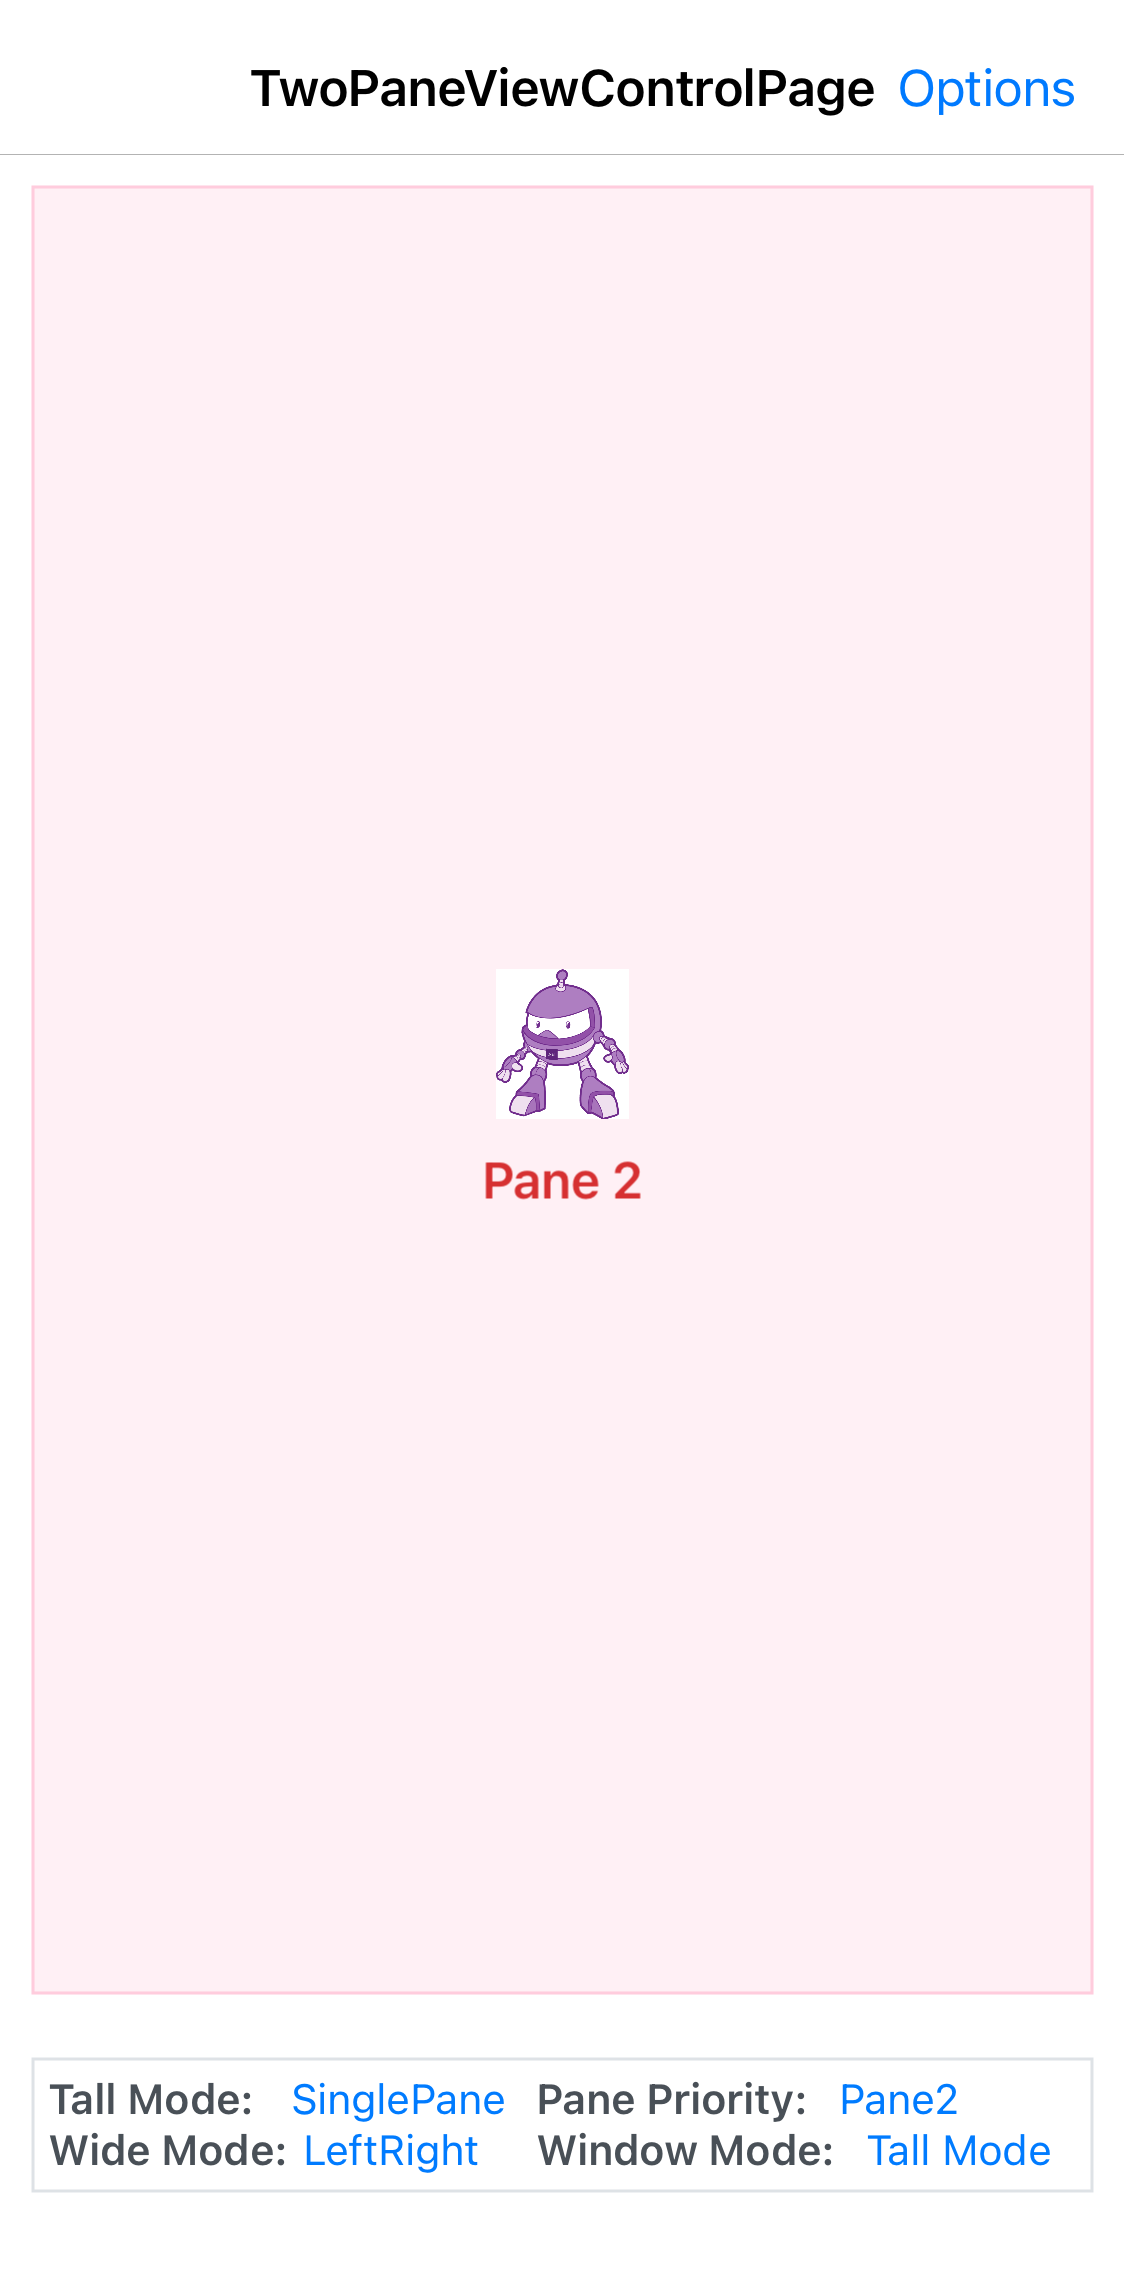 TwoPaneViewControlPage Options
Pane 2
Tall Mode: SinglePane Pane Priority: Pane2
Wide Mode: LeftRight Window Mode: Tall Mode